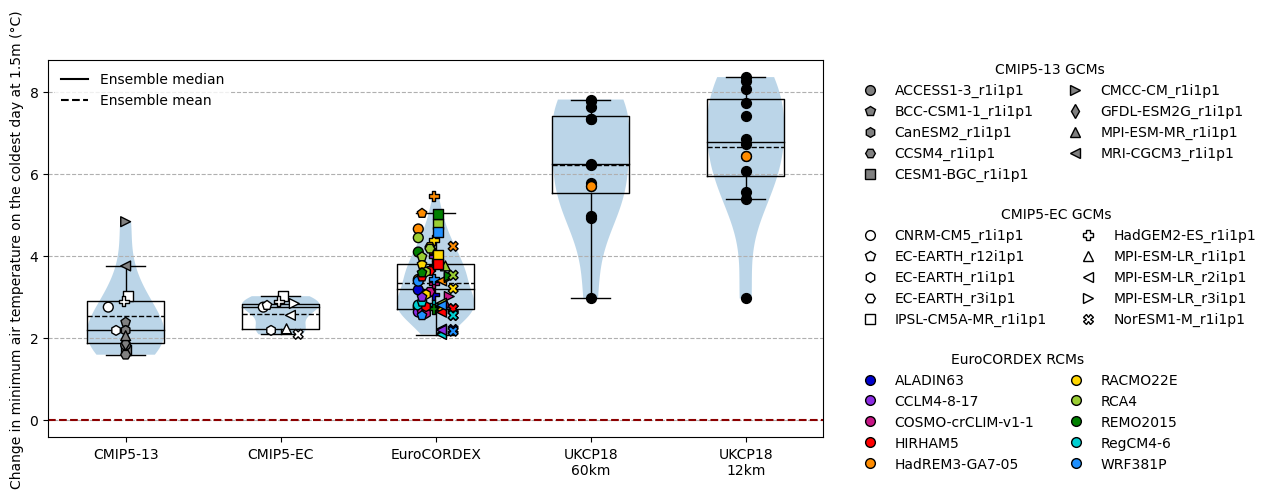 Change in minimum air temperature on the coldest day at 1.5m (°C)
Ensemble median
Ensemble mean
8
6
4
2
0
CMIP5-13
CMIP5-EC
EuroCORDEX
UKCP18
60km
UKCP18
12km
CMIP5-13 GCMs
ACCESS1-3_r1i1p1
BCC-CSM1-1_r1i1p1
CanESM2_r1i1p1
CCSM4_r1i1p1
CESM1-BGC_r1i1p1
CMCC-CM_r1i1p1
GFDL-ESM2G_r1i1p1
MPI-ESM-MR_r1i1p1
MRI-CGCM3_r1i1p1
CMIP5-EC GCMs
CNRM-CM5_r1i1p1
EC-EARTH_r12i1p1
EC-EARTH_r1i1p1
EC-EARTH_r3i1p1
IPSL-CM5A-MR_r1i1p1
HadGEM2-ES_r1i1p1
MPI-ESM-LR_r1i1p1
MPI-ESM-LR_r2i1p1
MPI-ESM-LR_r3i1p1
NorESM1-M_r1i1p1
EuroCORDEX RCMs
ALADIN63
CCLM4-8-17
COSMO-crCLIM-v1-1
HIRHAM5
HadREM3-GA7-05
RACMO22E
RCA4
REMO2015
RegCM4-6
WRF381P